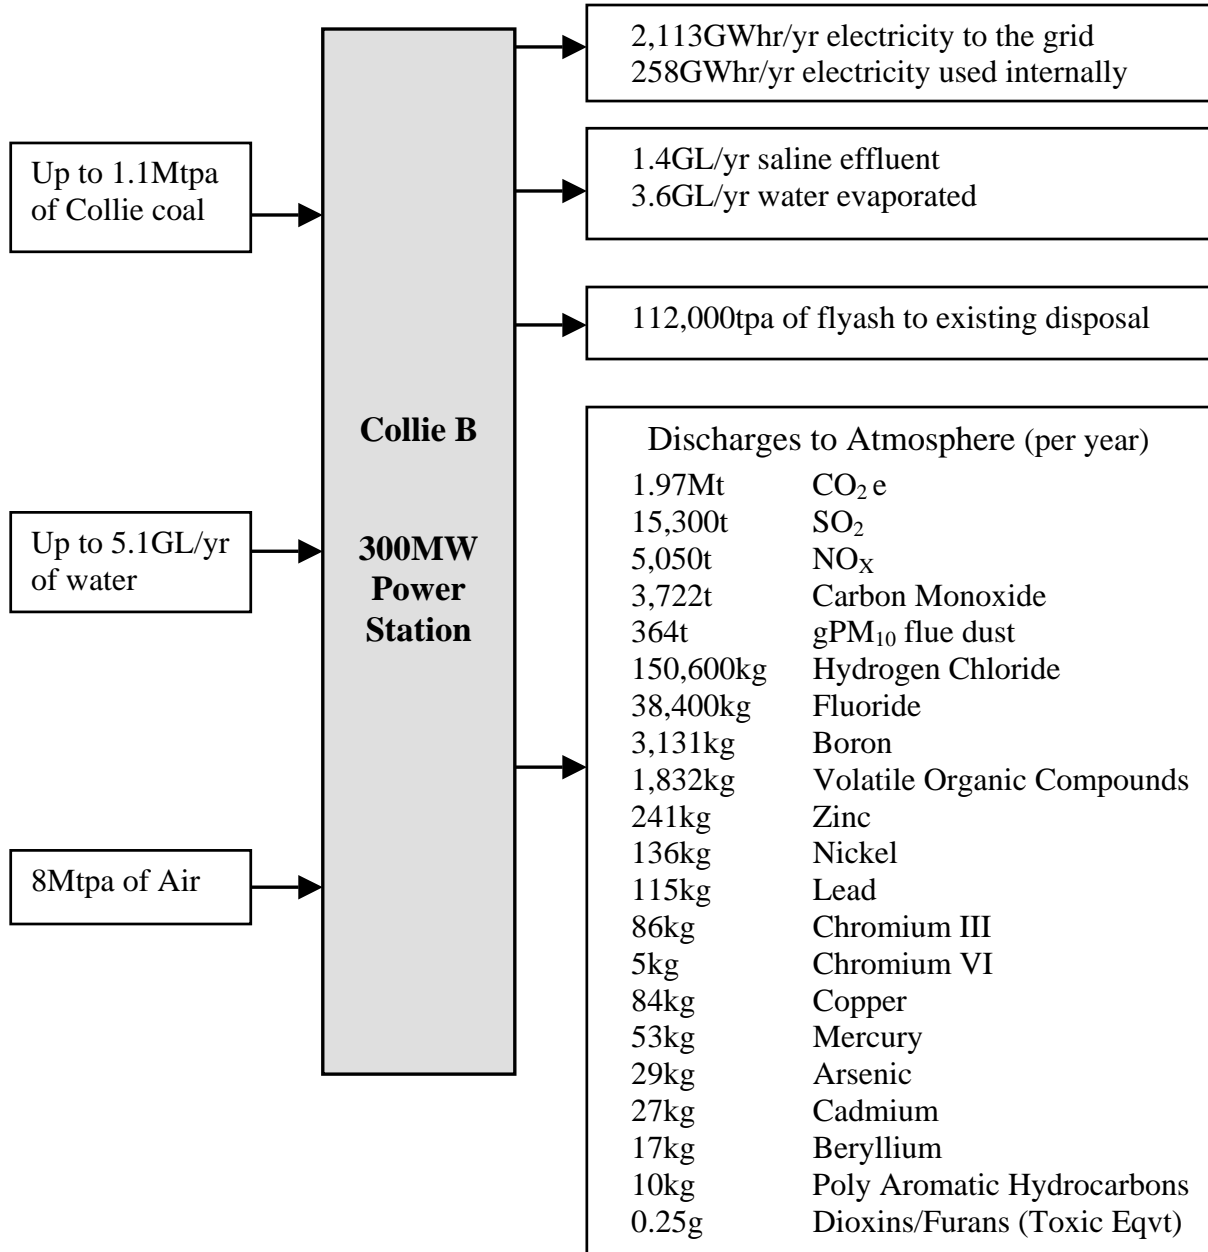 Up to 1.1Mtpa
of Collie coal
Up to 5.1GL/yr
of water
8Mtpa of Air
Collie B
300MW
Power
Station
2,113GWhr/yr electricity to the grid
258GWhr/yr electricity used internally
1.4GL/yr saline effluent
3.6GL/yr water evaporated
112,000tpa of flyash to existing disposal
Discharges to Atmosphere (per year)
1.97Mt CO₂ e
15,300t SO₂
5,050t NOₓ
3,722t Carbon Monoxide
364t gPM₁₀ flue dust
150,600kg Hydrogen Chloride
38,400kg Fluoride
3,131kg Boron
1,832kg Volatile Organic Compounds
241kg Zinc
136kg Nickel
115kg Lead
86kg Chromium III
5kg Chromium VI
84kg Copper
53kg Mercury
29kg Arsenic
27kg Cadmium
17kg Beryllium
10kg Poly Aromatic Hydrocarbons
0.25g Dioxins/Furans (Toxic Eqvt)